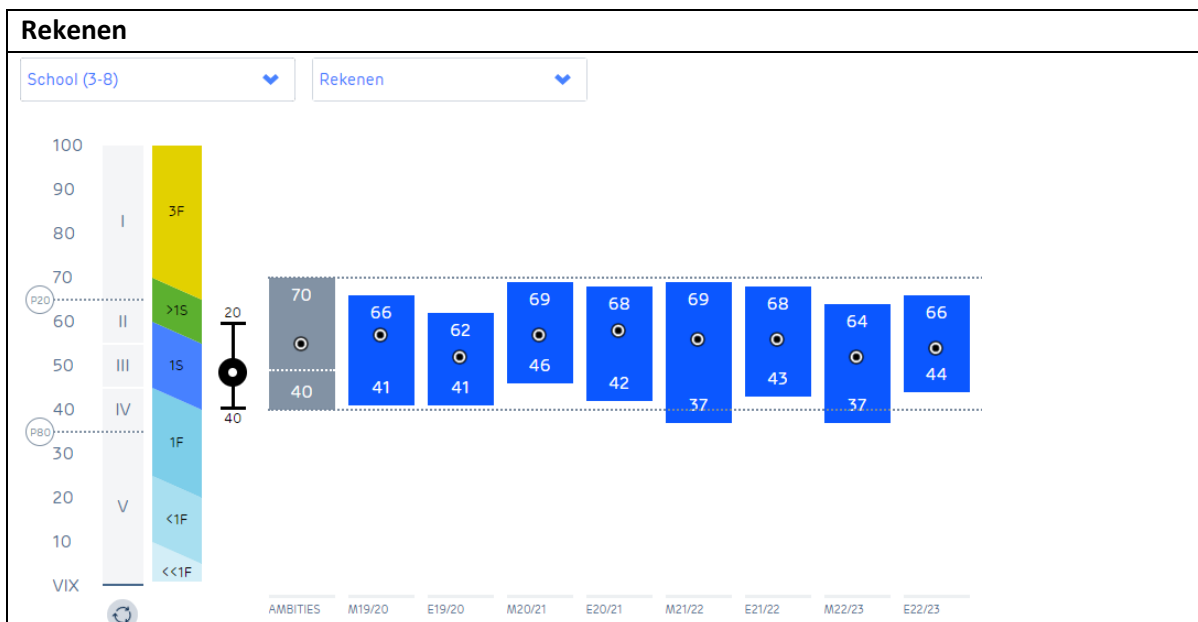 Rekenen
School (3-8)
Rekenen
100
90
80
70
60
50
40
30
20
10
VIX
P20
P80
I
II
III
IV
V
3F
>1S
1S
1F
<1F
<<1F
20
40
70
40
66
41
62
41
69
46
68
42
69
37
68
43
64
37
66
44
AMBITIES
M19/20
E19/20
M20/21
E20/21
M21/22
E21/22
M22/23
E22/23